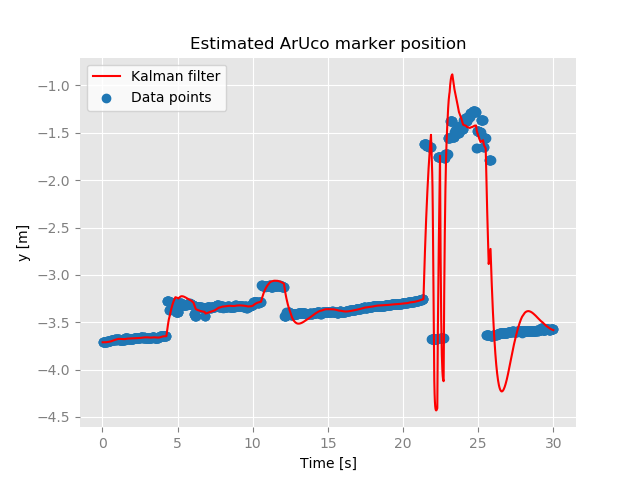 Estimated ArUco marker position
Kalman filter
Data points
−1.0
−1.5
−2.0
−2.5
−3.0
−3.5
−4.0
−4.5
y [m]
0 5 10 15 20 25 30
Time [s]